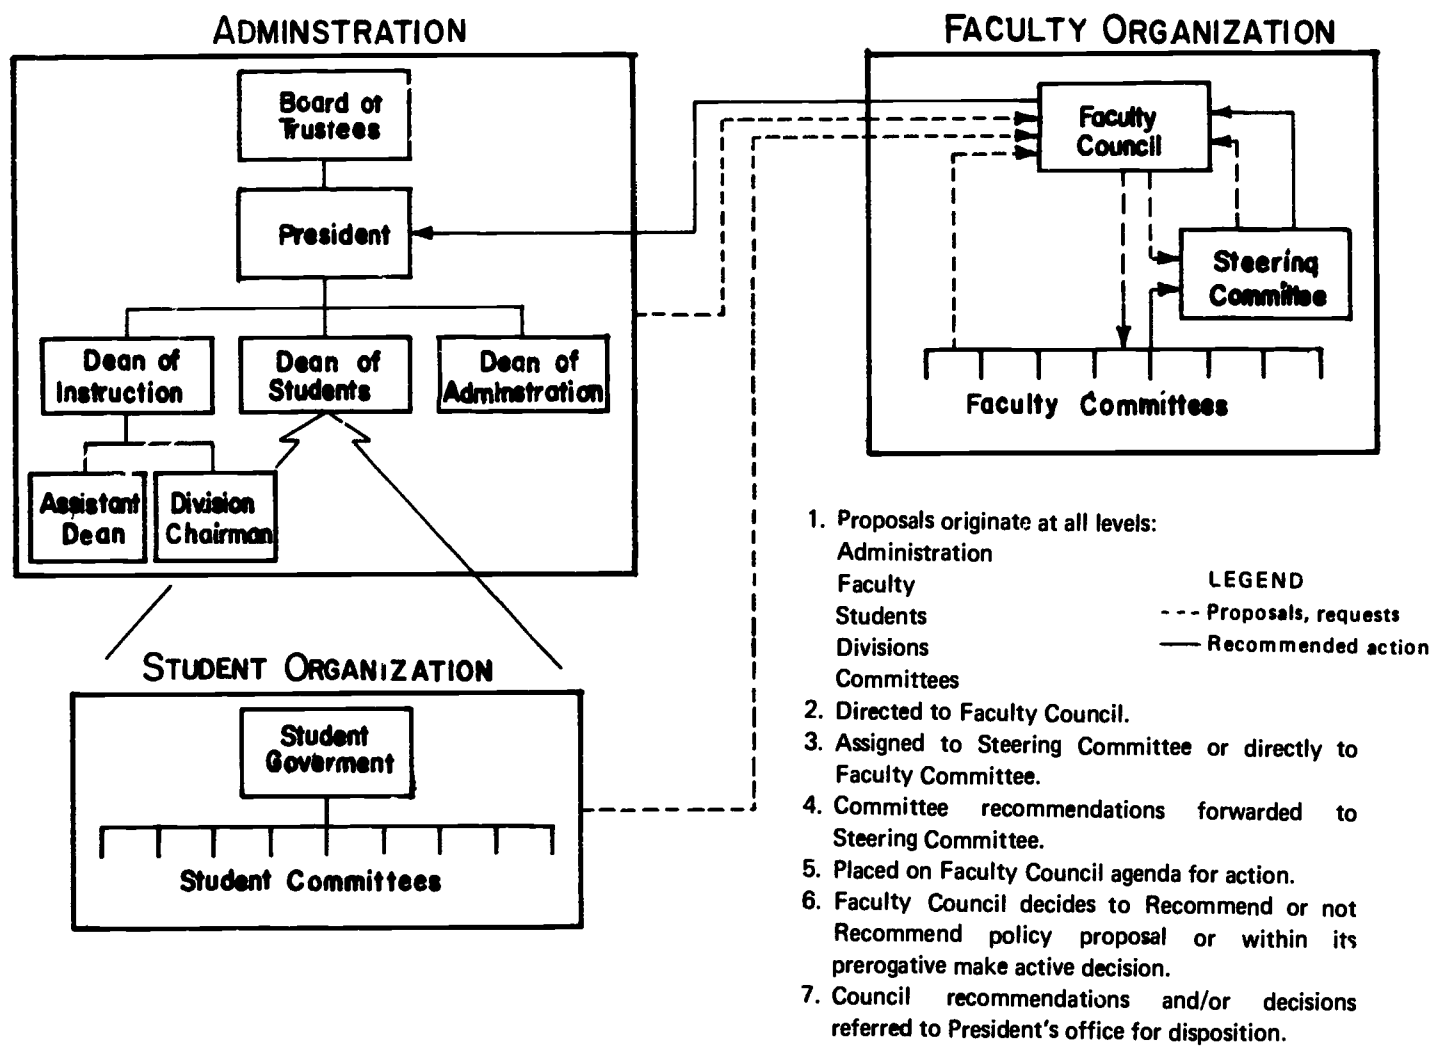 ADMINSTRATION
Board of
Trustees
President
Dean of
Instruction
Dean of
Students
Dean of
Adminstration
Assistant
Dean
Division
Chairman
FACULTY ORGANIZATION
Faculty
Council
Steering
Committee
Faculty Committees
STUDENT ORGANIZATION
Student
Goverment
Student Committees
1. Proposals originate at all levels:
Administration
Faculty
Students
Divisions
Committees
2. Directed to Faculty Council.
3. Assigned to Steering Committee or directly to
Faculty Committee.
4. Committee recommendations forwarded to
Steering Committee.
5. Placed on Faculty Council agenda for action.
6. Faculty Council decides to Recommend or not
Recommend policy proposal or within its
prerogative make active decision.
7. Council recommendations and/or decisions
referred to President's office for disposition.
LEGEND
--- Proposals, requests
— Recommended action